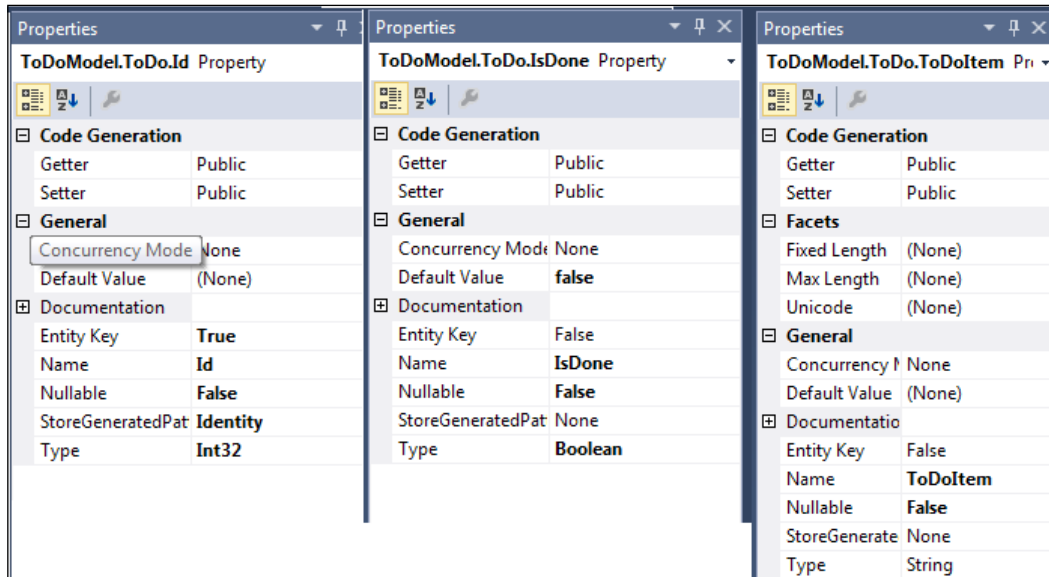 Properties
ToDoModel.ToDo.Id Property
Code Generation
Getter Public
Setter Public
General
Concurrency Mode None
Default Value (None)
Documentation
Entity Key True
Name Id
Nullable False
StoreGeneratedPat Identity
Type Int32
Properties
ToDoModel.ToDo.IsDone Property
Code Generation
Getter Public
Setter Public
General
Concurrency Mode None
Default Value false
Documentation
Entity Key False
Name IsDone
Nullable False
StoreGeneratedPat None
Type Boolean
Properties
ToDoModel.ToDo.ToDoItem Pr
Code Generation
Getter Public
Setter Public
Facets
Fixed Length (None)
Max Length (None)
Unicode (None)
General
Concurrency None
Default Value (None)
Documentatio
Entity Key False
Name ToDoItem
Nullable False
StoreGenerate None
Type String